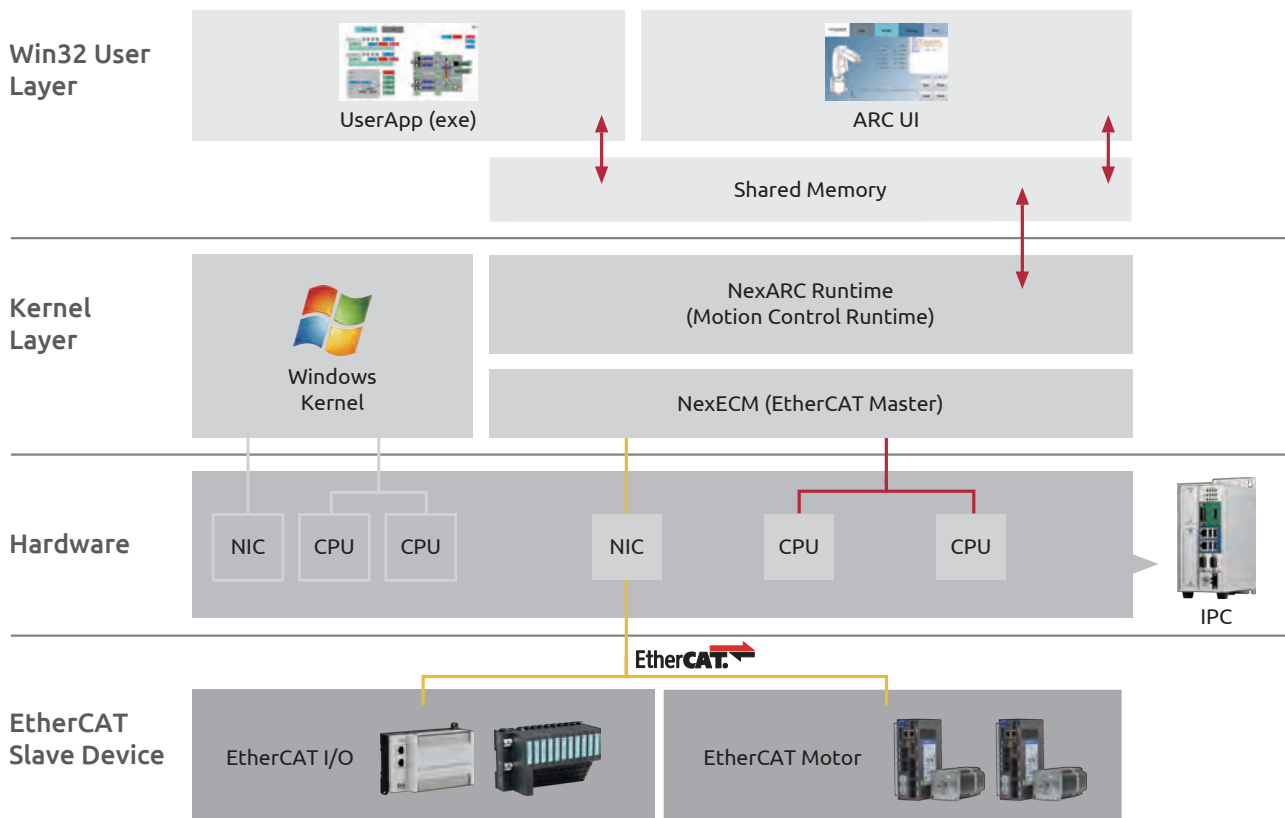 Win32 User
Layer
UserApp (exe)
ARC UI
Shared Memory
Kernel
Layer
Windows
Kernel
NexARC Runtime
(Motion Control Runtime)
NexECM (EtherCAT Master)
Hardware
NIC
CPU
CPU
NIC
CPU
CPU
IPC
EtherCAT.
EtherCAT
Slave Device
EtherCAT I/O
EtherCAT Motor